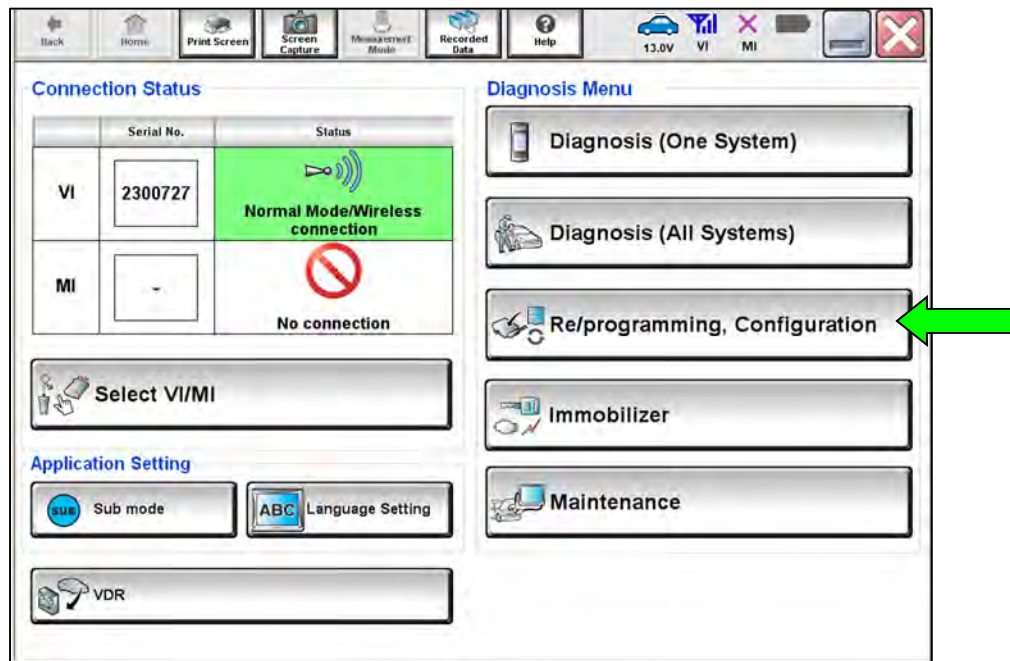 Back
Home
Print Screen
Screen
Capture
Measurement
Mode
Recorded
Data
Help
13.0V
VI
MI
Connection Status
Serial No.
Status
VI
2300727
Normal Mode/Wireless
connection
MI
-
No connection
Select VI/MI
Application Setting
SUB
Sub mode
ABC
Language Setting
VDR
Diagnosis Menu
Diagnosis (One System)
Diagnosis (All Systems)
Re/programming, Configuration
Immobilizer
Maintenance